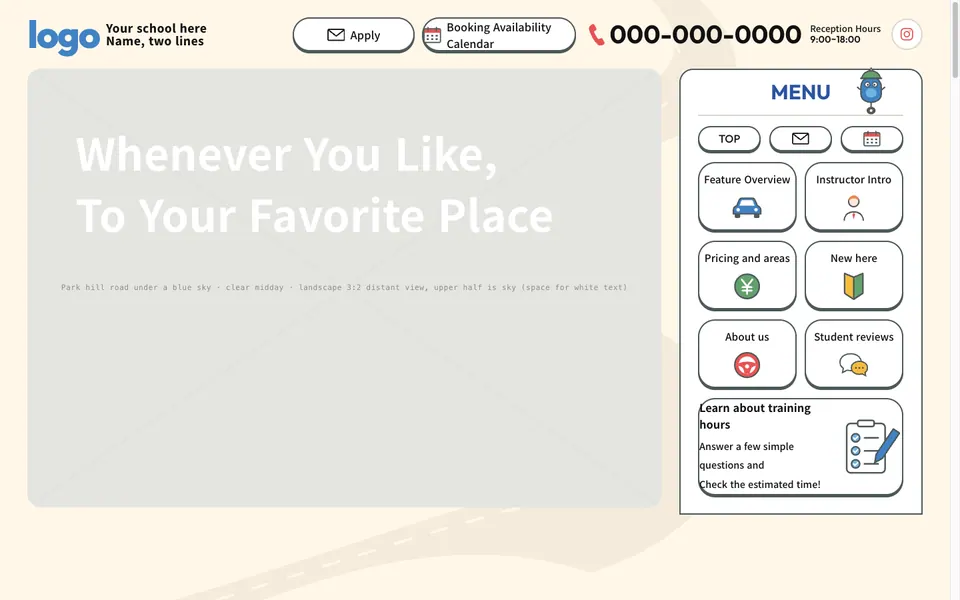 logo
Your school here
Name, two lines
Apply
Booking Availability
Calendar
000-000-0000
Reception Hours
9:00~18:00
Whenever You Like,
To Your Favorite Place
Park hill road under a blue sky · clear midday · landscape 3:2 distant view, upper half is sky (space for white text)
MENU
TOP
Feature Overview
Instructor Intro
Pricing and areas
New here
¥
About us
Student reviews
Learn about training
hours
Answer a few simple
questions and
Check the estimated time!